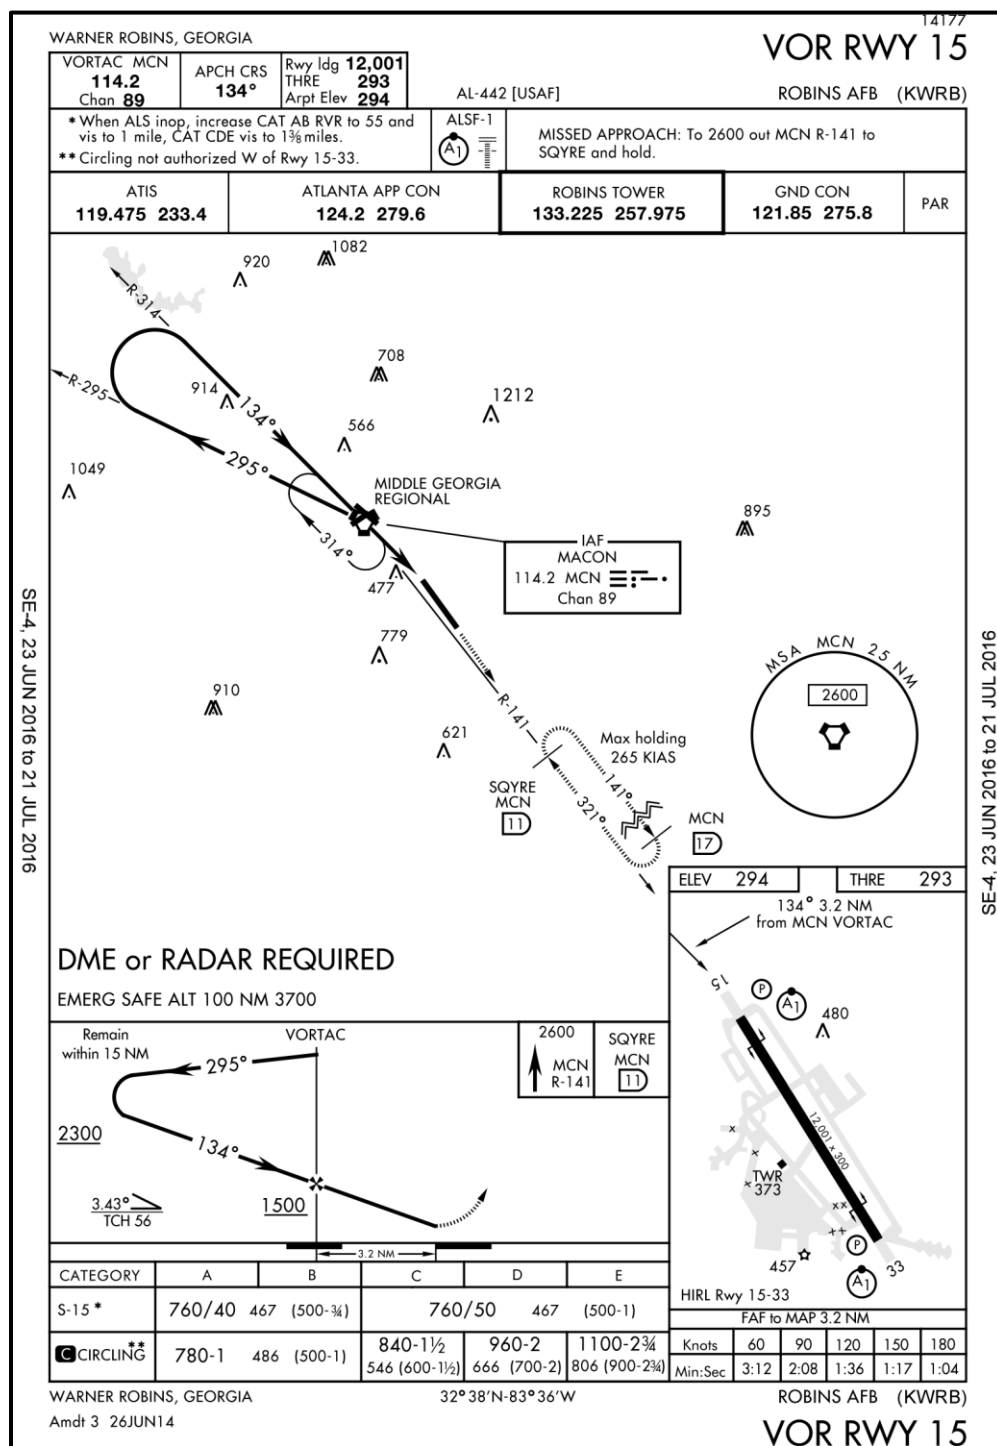 14177
WARNER ROBINS, GEORGIA
VOR RWY 15
VORTAC MCN
114.2
Chan 89
APCH CRS
134°
Rwy ldg 12,001
THRE 293
Arpt Elev 294
AL-442 [USAF]
ROBINS AFB (KWRB)
* When ALS inop, increase CAT AB RVR to 55 and
vis to 1 mile, CAT CDE vis to 1⅜ miles.
** Circling not authorized W of Rwy 15-33.
ALSF-1
A1
MISSED APPROACH: To 2600 out MCN R-141 to
SQYRE and hold.
ATIS
119.475 233.4
ATLANTA APP CON
124.2 279.6
ROBINS TOWER
133.225 257.975
GND CON
121.85 275.8
PAR
1082
920
R-314
708
R-295
914
134°
1212
566
295°
1049
MIDDLE GEORGIA
REGIONAL
895
314°
IAF
MACON
114.2 MCN
Chan 89
477
779
MSA MCN 25 NM
2600
910
R-141
621
Max holding
265 KIAS
SQYRE
MCN
11
141°
321°
MCN
17
SE-4, 23 JUN 2016 to 21 JUL 2016
SE-4, 23 JUN 2016 to 21 JUL 2016
ELEV 294
THRE 293
134° 3.2 NM
from MCN VORTAC
DME or RADAR REQUIRED
EMERG SAFE ALT 100 NM 3700
15
P
A1
480
12,001 x 300
TWR
373
P
457
33
A1
HIRL Rwy 15-33
Remain
within 15 NM
VORTAC
295°
2600
MCN
R-141
SQYRE
MCN
11
2300
134°
1500
3.43°
TCH 56
3.2 NM
CATEGORY A B C D E
S-15 * 760/40 467 (500-¾) 760/50 467 (500-1)
C CIRCLING ** 780-1 486 (500-1) 840-1½ 546 (600-1½) 960-2 666 (700-2) 1100-2¾ 806 (900-2¾)
FAF to MAP 3.2 NM
Knots 60 90 120 150 180
Min:Sec 3:12 2:08 1:36 1:17 1:04
WARNER ROBINS, GEORGIA
32°38'N-83°36'W
ROBINS AFB (KWRB)
Amdt 3 26JUN14
VOR RWY 15